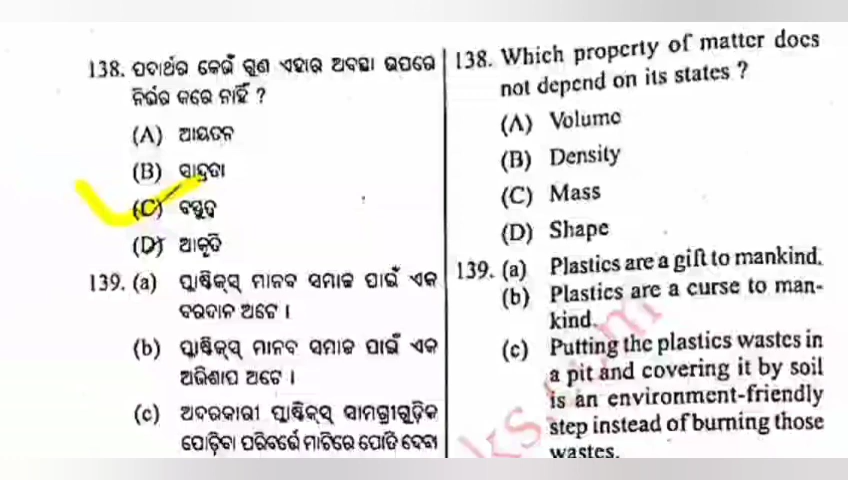 138. ପଦାର୍ଥର କେଉଁ ଗୁଣ ଏହାର ଅବସ୍ଥା ଉପରେ
ନିର୍ଭର କରେ ନାହିଁ ?
(A) ଆୟତନ
(B) ସାନ୍ଦ୍ରତା
(C) ବସ୍ତୁତ୍ୱ
(D) ଆକୃତି
139. (a) ପ୍ଲାଷ୍ଟିକ୍‌ସ୍ ମାନବ ସମାଜ ପାଇଁ ଏକ
ବରଦାନ ଅଟେ ।
(b) ପ୍ଲାଷ୍ଟିକ୍‌ସ୍ ମାନବ ସମାଜ ପାଇଁ ଏକ
ଅଭିଶାପ ଅଟେ ।
(c) ଅଦରକାରୀ ପ୍ଲାଷ୍ଟିକ୍‌ସ୍ ସାମଗ୍ରୀଗୁଡ଼ିକ
ପୋଡ଼ିବା ପରିବର୍ତ୍ତେ ମାଟିରେ ପୋତି ଦେବା
138. Which property of matter does
not depend on its states ?
(A) Volume
(B) Density
(C) Mass
(D) Shape
139. (a) Plastics are a gift to mankind.
(b) Plastics are a curse to man-
kind.
(c) Putting the plastics wastes in
a pit and covering it by soil
is an environment-friendly
step instead of burning those
wastes.